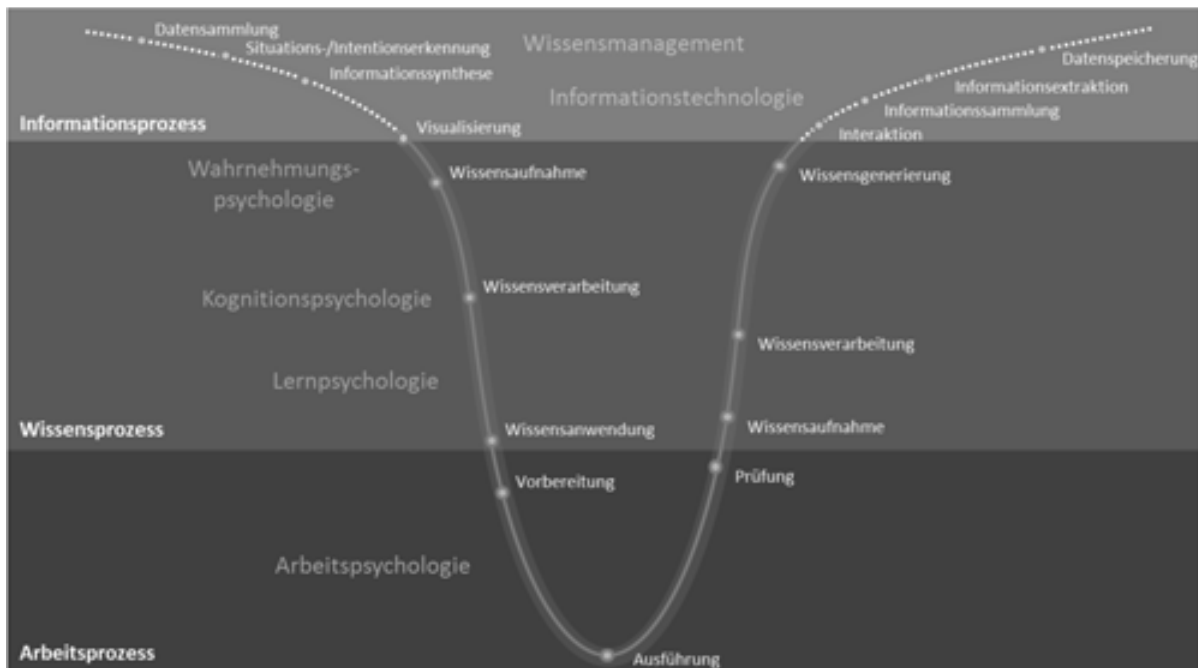 Datensammlung
Situations-/Intentionserkennung
Informationssynthese
Visualisierung
Wissensmanagement
Informationstechnologie
Datenspeicherung
Informationsextraktion
Informationssammlung
Interaktion
Informationsprozess
Wahrnehmungs-
psychologie
Wissensaufnahme
Wissensgenerierung
Kognitionspsychologie
Wissensverarbeitung
Wissensverarbeitung
Lernpsychologie
Wissensanwendung
Wissensaufnahme
Wissensprozess
Vorbereitung
Prüfung
Arbeitspsychologie
Arbeitsprozess
Ausführung